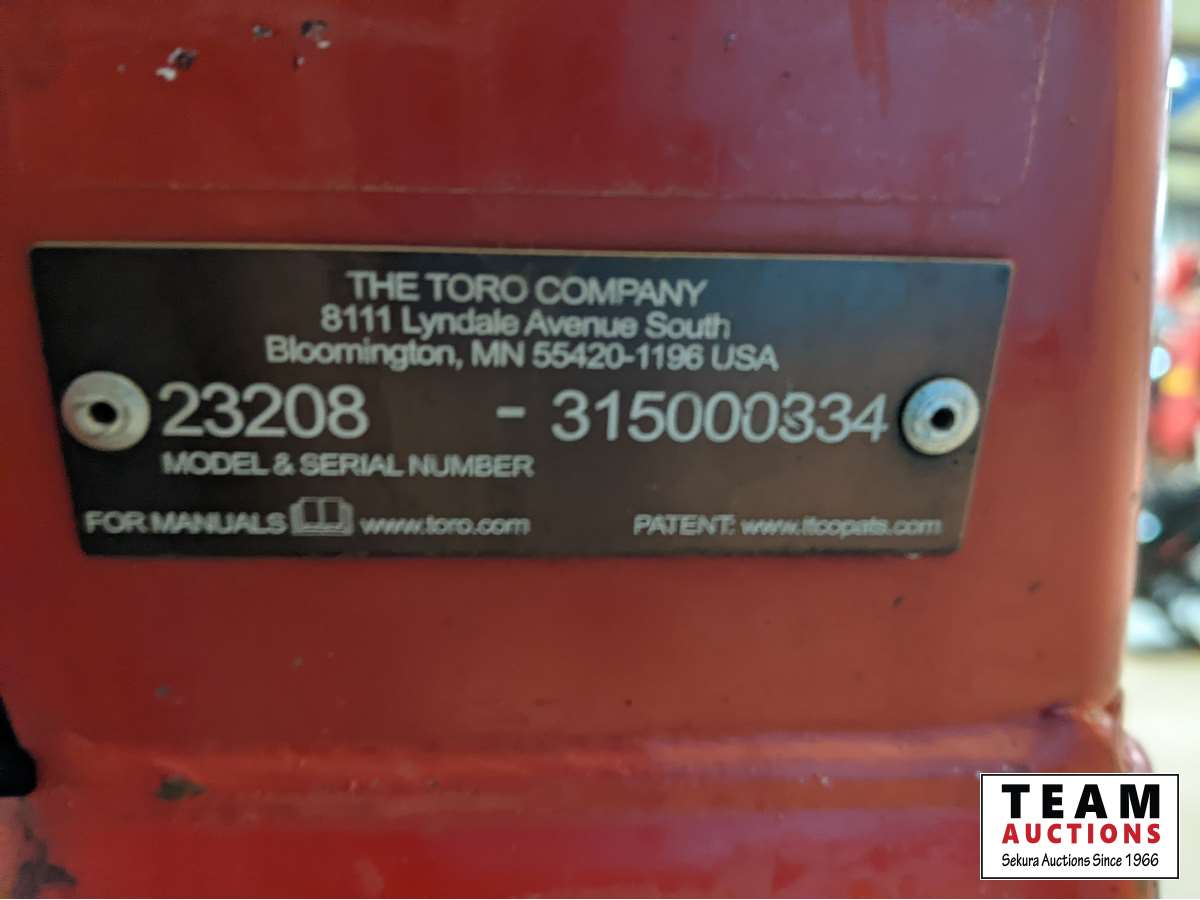 THE TORO COMPANY
8111 Lyndale Avenue South
Bloomington, MN 55420-1196 USA
23208 - 315000334
MODEL & SERIAL NUMBER
FOR MANUALS www.toro.com PATENT: www.ttcopats.com
TEAM
AUCTIONS
Sekura Auctions Since 1966